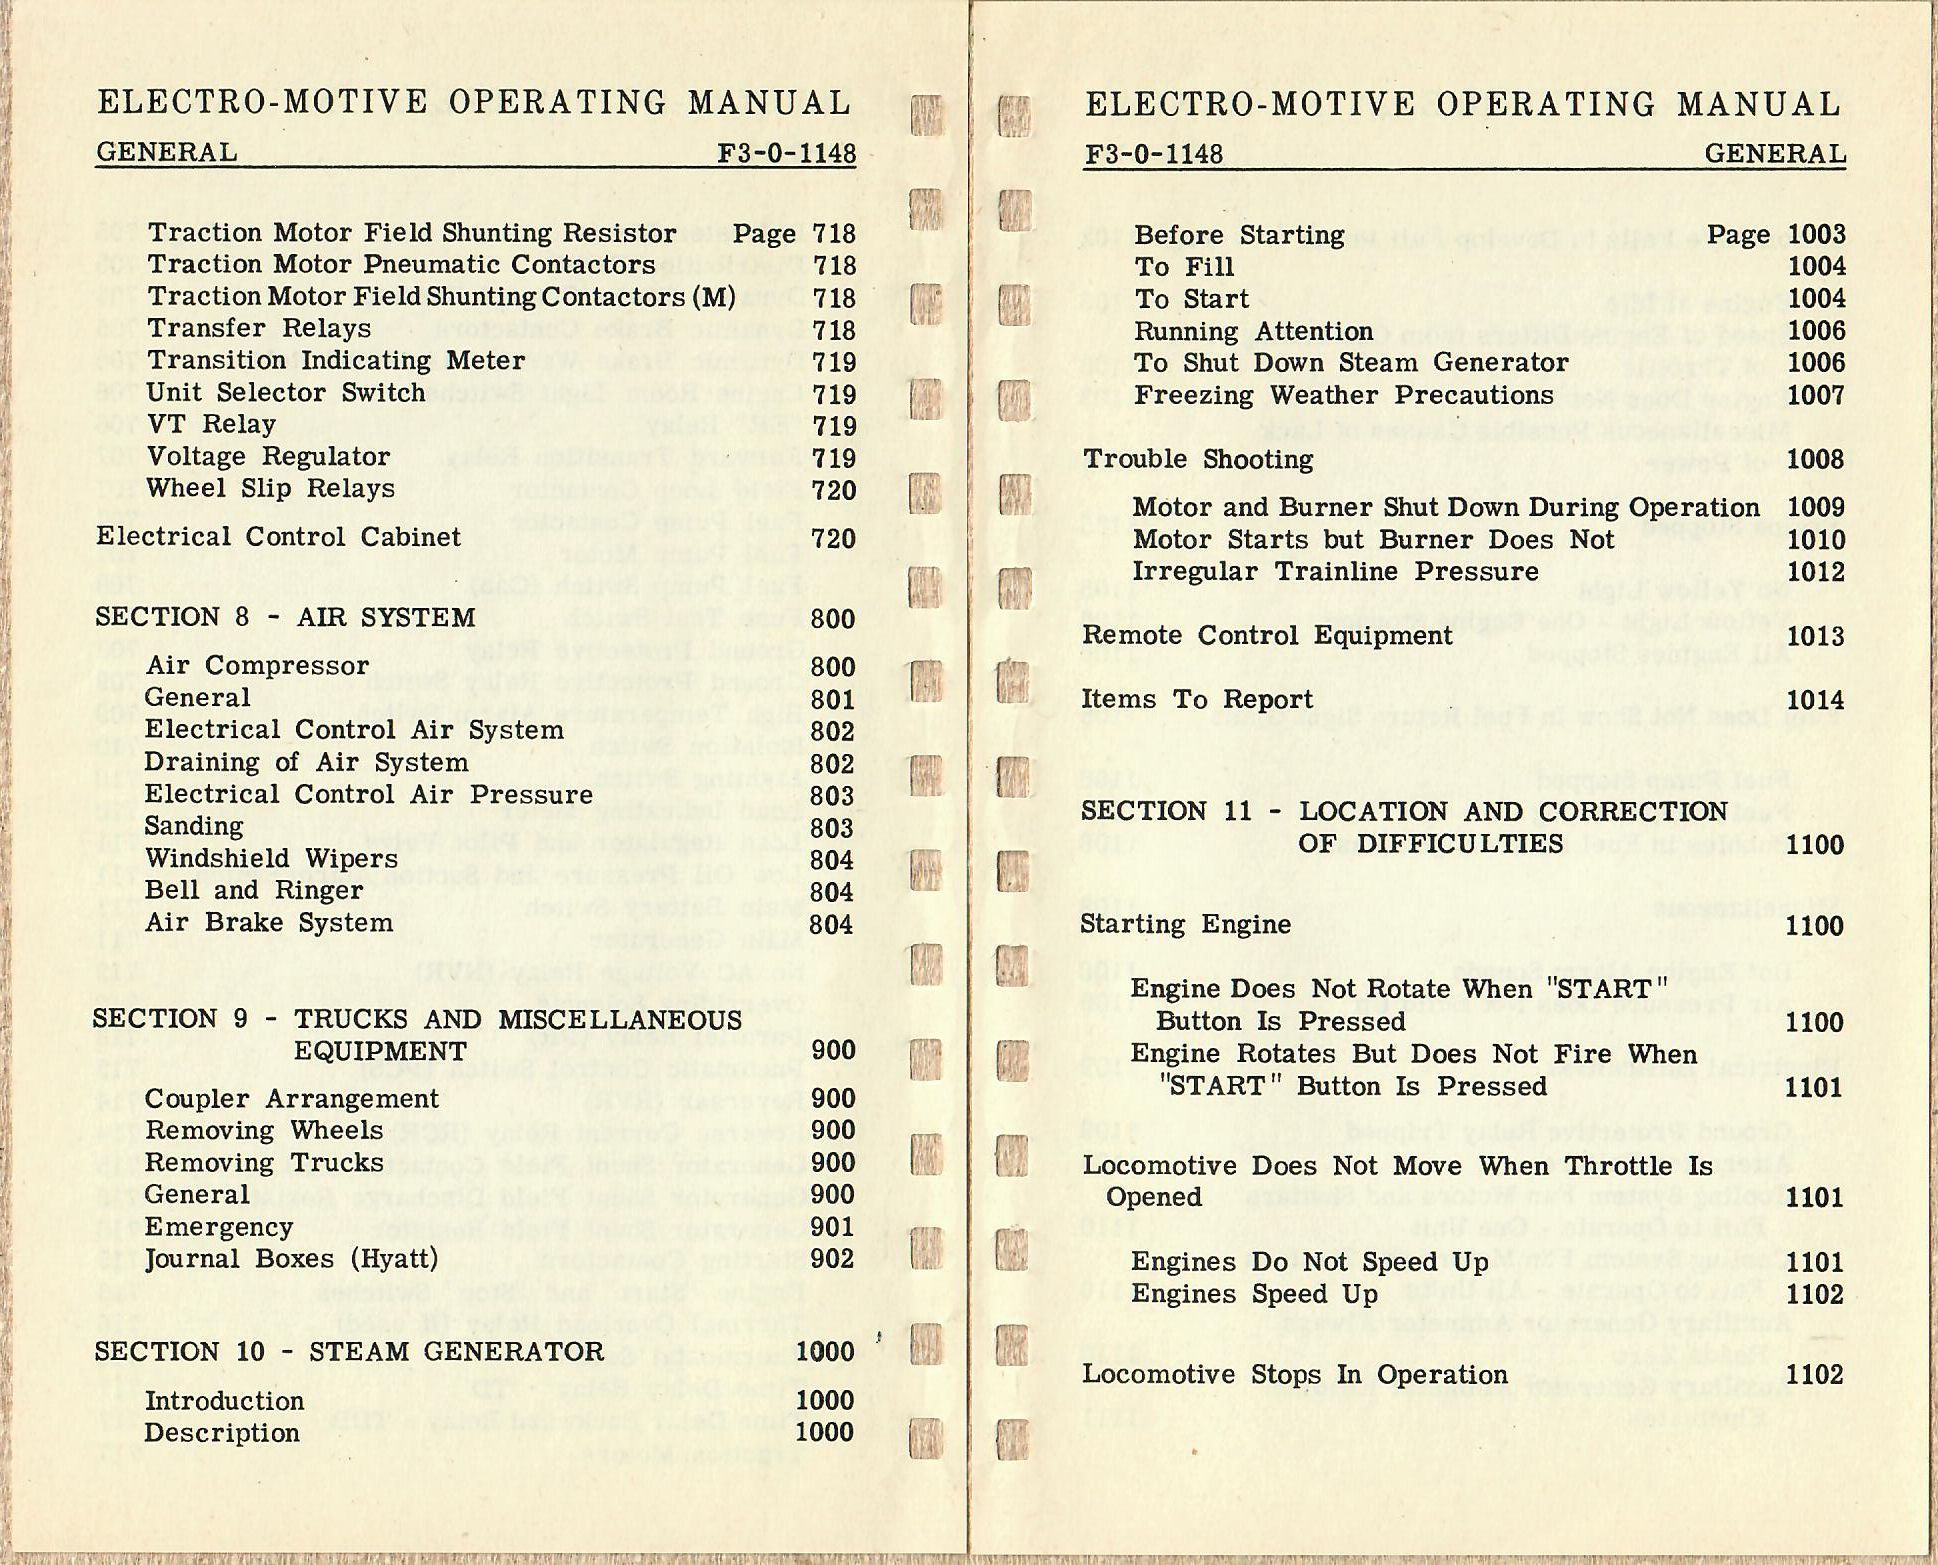 ELECTRO-MOTIVE OPERATING MANUAL
GENERAL F3-0-1148
Traction Motor Field Shunting Resistor Page 718
Traction Motor Pneumatic Contactors 718
Traction Motor Field Shunting Contactors (M) 718
Transfer Relays 718
Transition Indicating Meter 719
Unit Selector Switch 719
VT Relay 719
Voltage Regulator 719
Wheel Slip Relays 720
Electrical Control Cabinet 720
SECTION 8 - AIR SYSTEM 800
Air Compressor 800
General 801
Electrical Control Air System 802
Draining of Air System 802
Electrical Control Air Pressure 803
Sanding 803
Windshield Wipers 804
Bell and Ringer 804
Air Brake System 804
SECTION 9 - TRUCKS AND MISCELLANEOUS
EQUIPMENT 900
Coupler Arrangement 900
Removing Wheels 900
Removing Trucks 900
General 900
Emergency 901
Journal Boxes (Hyatt) 902
SECTION 10 - STEAM GENERATOR 1000
Introduction 1000
Description 1000
ELECTRO-MOTIVE OPERATING MANUAL
F3-0-1148 GENERAL
Before Starting Page 1003
To Fill 1004
To Start 1004
Running Attention 1006
To Shut Down Steam Generator 1006
Freezing Weather Precautions 1007
Trouble Shooting 1008
Motor and Burner Shut Down During Operation 1009
Motor Starts but Burner Does Not 1010
Irregular Trainline Pressure 1012
Remote Control Equipment 1013
Items To Report 1014
SECTION 11 - LOCATION AND CORRECTION
OF DIFFICULTIES 1100
Starting Engine 1100
Engine Does Not Rotate When "START"
Button Is Pressed 1100
Engine Rotates But Does Not Fire When
"START" Button Is Pressed 1101
Locomotive Does Not Move When Throttle Is
Opened 1101
Engines Do Not Speed Up 1101
Engines Speed Up 1102
Locomotive Stops In Operation 1102